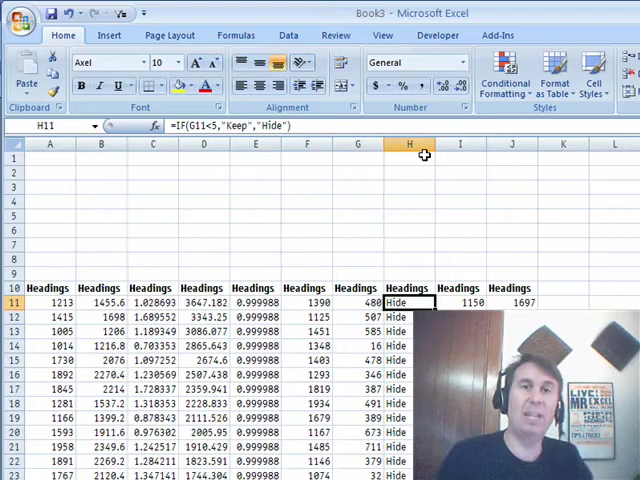 Book3 - Microsoft Excel
Home Insert Page Layout Formulas Data Review View Developer Add-Ins
Axel 10 General
Paste B I U Conditional Format Cell
Formatting as Table Styles
Clipboard Font Alignment Number Styles
H11 fx =IF(G11<5,"Keep","Hide")
A B C D E F G H I J K L
1
2
3
4
5
6
7
8
9
10 Headings Headings Headings Headings Headings Headings Headings Headings Headings Headings
11 1213 1455.6 1.028693 3647.182 0.999988 1390 480 Hide 1150 1697
12 1415 1698 1.689552 3343.25 0.999988 1125 507 Hide
13 1005 1206 1.189349 3086.077 0.999988 1451 585 Hide
14 1014 1216.8 0.703353 2865.643 0.999988 1348 16 Hide
15 1730 2076 1.097252 2674.6 0.999988 1403 478 Hide
16 1892 2270.4 1.230569 2507.438 0.999988 1293 346 Hide
17 1845 2214 1.728337 2359.941 0.999988 1819 387 Hide
18 1281 1537.2 1.318583 2228.833 0.999988 1934 491 Hide
19 1166 1399.2 0.878343 2111.526 0.999988 1679 389 Hide
20 1593 1911.6 0.976302 2005.95 0.999988 1167 673 Hide
21 1958 2349.6 1.142517 1910.429 0.999988 1485 711 Hide
22 1891 2269.2 1.284211 1823.591 0.999988 1146 379 Hide
23 1767 2120.4 1.347141 1744.304 0.999988 1074 32 Hide
LIVE!
MR
EXCEL
TIPS&TRICKS